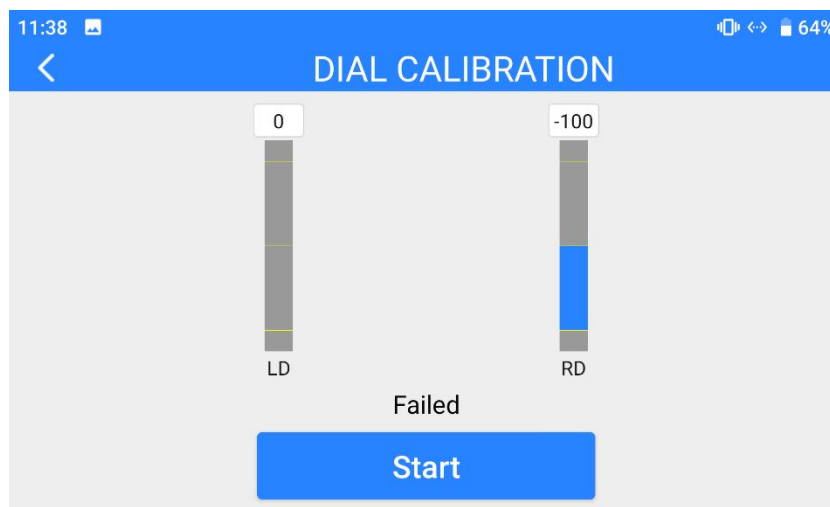 11:38 64%
DIAL CALIBRATION
0 -100
LD RD
Failed
Start